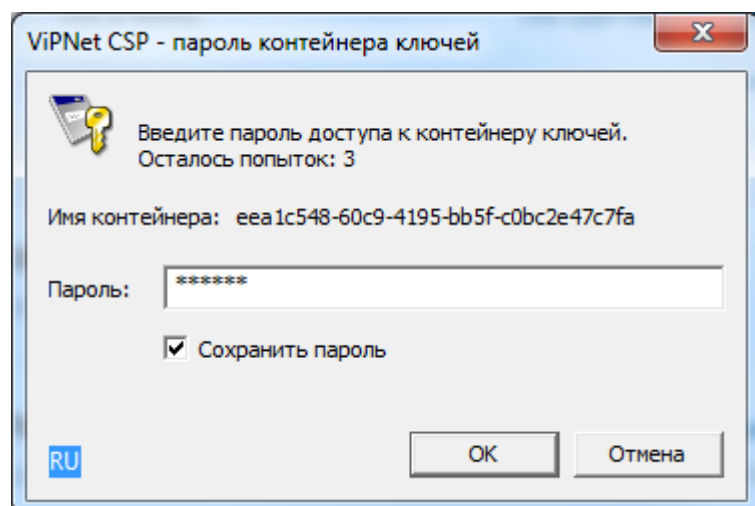 ViPNet CSP - пароль контейнера ключей
Введите пароль доступа к контейнеру ключей.
Осталось попыток: 3
Имя контейнера: eea1c548-60c9-4195-bb5f-c0bc2e47c7fa
Пароль: ******
Сохранить пароль
RU
OK
Отмена